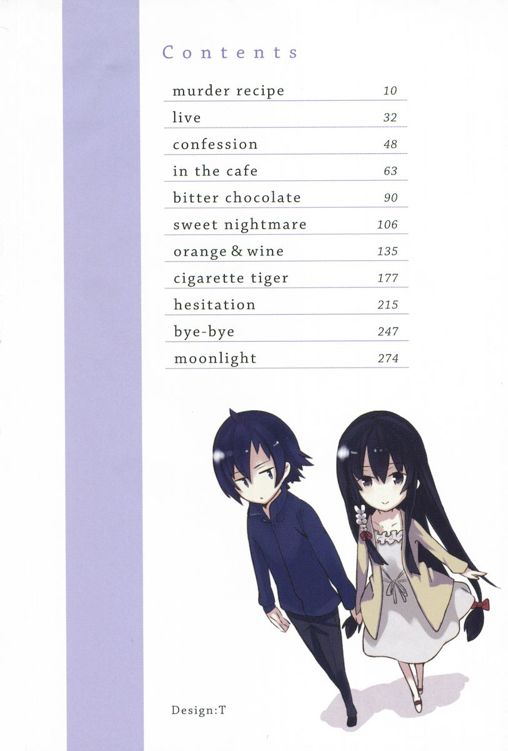 Contents
murder recipe 10
live 32
confession 48
in the cafe 63
bitter chocolate 90
sweet nightmare 106
orange & wine 135
cigarette tiger 177
hesitation 215
bye-bye 247
moonlight 274
Design:T